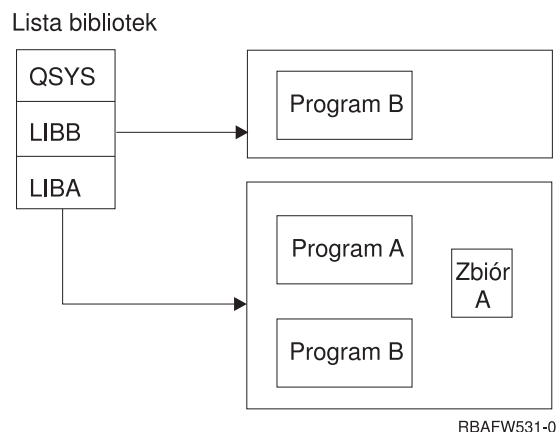 Lista bibliotek
QSYS
LIBB
LIBA
Program B
Program A
Zbiór
A
Program B
RBAFW531-0